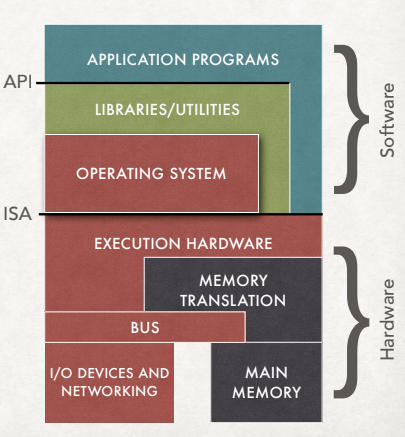 APPLICATION PROGRAMS
API
LIBRARIES/UTILITIES
Software
OPERATING SYSTEM
ISA
EXECUTION HARDWARE
MEMORY
TRANSLATION
Hardware
BUS
I/O DEVICES AND
NETWORKING
MAIN
MEMORY